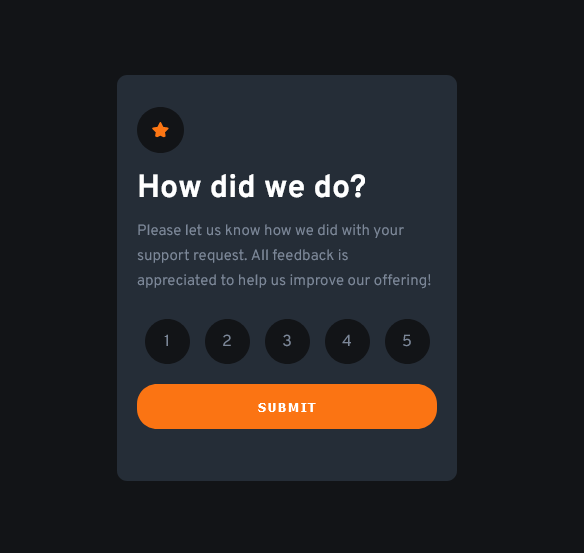 How did we do?
Please let us know how we did with your
support request. All feedback is
appreciated to help us improve our offering!
1 2 3 4 5
SUBMIT